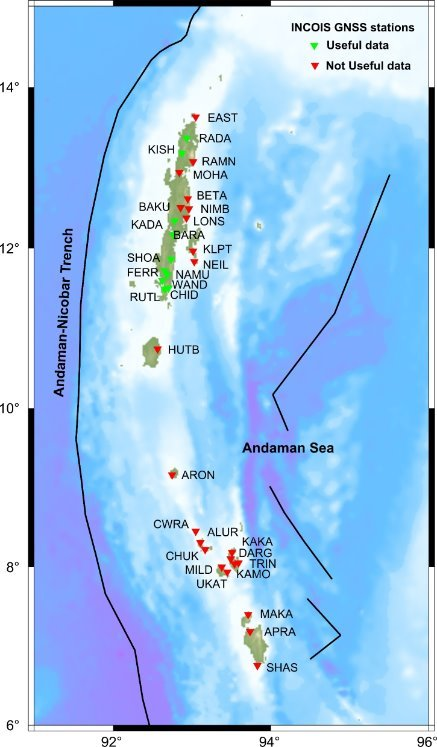 INCOIS GNSS stations
Useful data
Not Useful data
14°
EAST
RADA
KISH
RAMN
MOHA
BETA
BAKU
NIMB
LONS
KADA
BARA
12°
KLPT
SHOA
NEIL
FERR
NAMU
WAND
RUTL
CHID
Andaman-Nicobar Trench
HUTB
10°
Andaman Sea
ARON
CWRA
ALUR
KAKA
CHUK
DARG
TRIN
8°
MILD
KAMO
UKAT
MAKA
APRA
SHAS
6°
92°
94°
96°